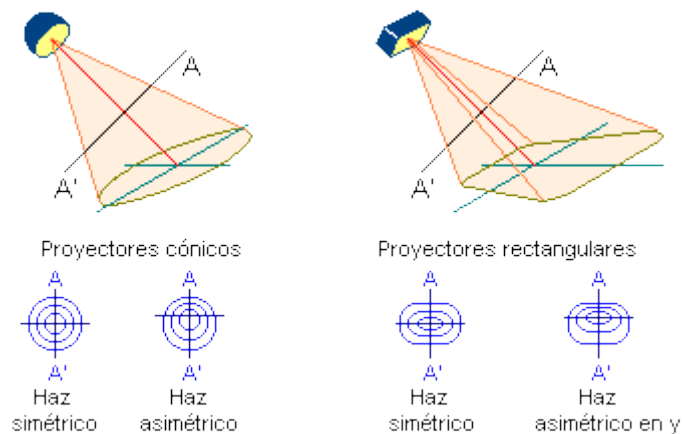 A
A
A'
A'
Proyectores cónicos
Proyectores rectangulares
A
A
A
A
A'
A'
A'
A'
Haz
simétrico
Haz
asimétrico
Haz
simétrico
Haz
asimétrico en y